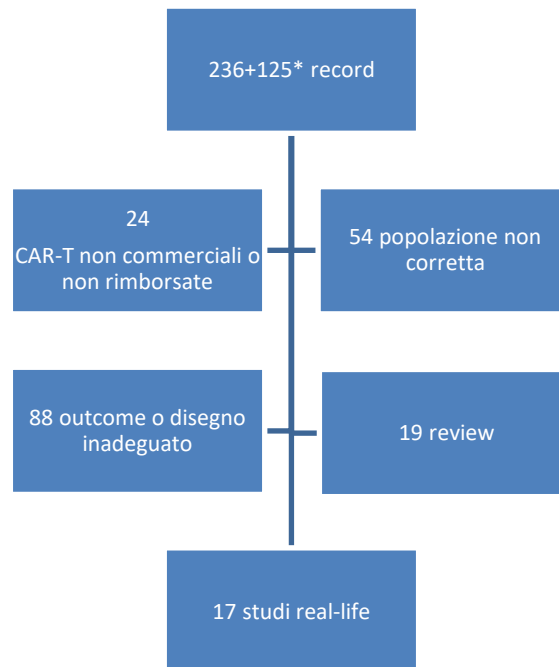 236+125* record
24
CAR-T non commerciali o
non rimborsate
54 popolazione non
corretta
88 outcome o disegno
inadeguato
19 review
17 studi real-life